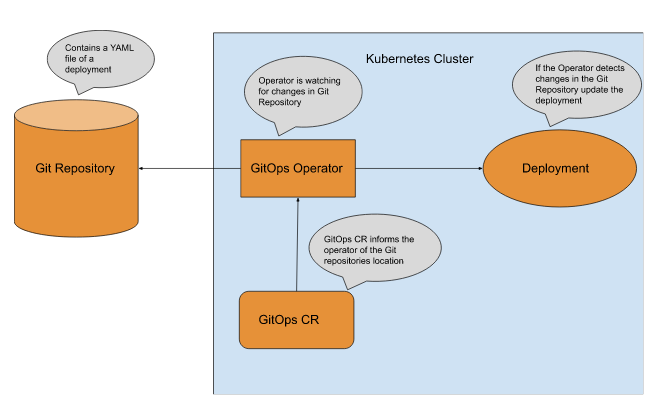 Contains a YAML
file of a
deployment
Kubernetes Cluster
Operator is watching
for changes in Git
Repository
If the Operator detects
changes in the Git
Repository update the
deployment
Git Repository
GitOps Operator
Deployment
GitOps CR informs the
operator of the Git
repositories location
GitOps CR